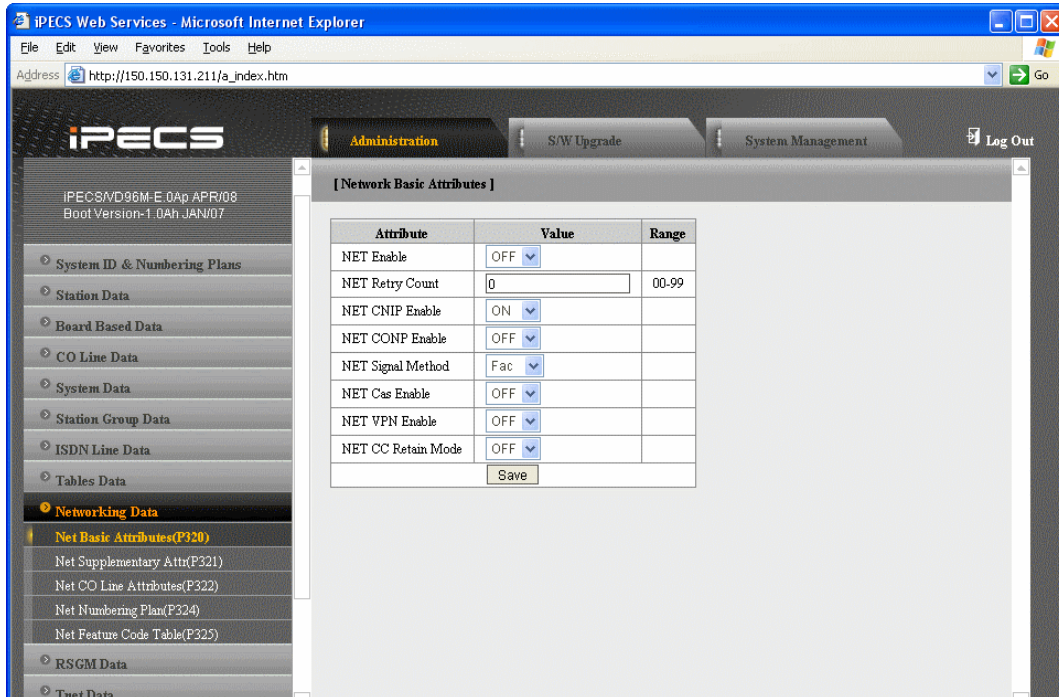 iPECS Web Services - Microsoft Internet Explorer
File Edit View Favorites Tools Help
Address http://150.150.131.211/a_index.htm Go
iPECS
Administration S/W Upgrade System Management Log Out
iPECS/VD96M-E.0Ap APR/08
Boot Version-1.0Ah JAN/07
System ID & Numbering Plans
Station Data
Board Based Data
CO Line Data
System Data
Station Group Data
ISDN Line Data
Tables Data
Networking Data
Net Basic Attributes(P320)
Net Supplementary Attr(P321)
Net CO Line Attributes(P322)
Net Numbering Plan(P324)
Net Feature Code Table(P325)
RSGM Data
Tnet Data
[ Network Basic Attributes ]
Attribute Value Range
NET Enable OFF
NET Retry Count 0 00-99
NET CNIP Enable ON
NET CONP Enable OFF
NET Signal Method Fac
NET Cas Enable OFF
NET VPN Enable OFF
NET CC Retain Mode OFF
Save